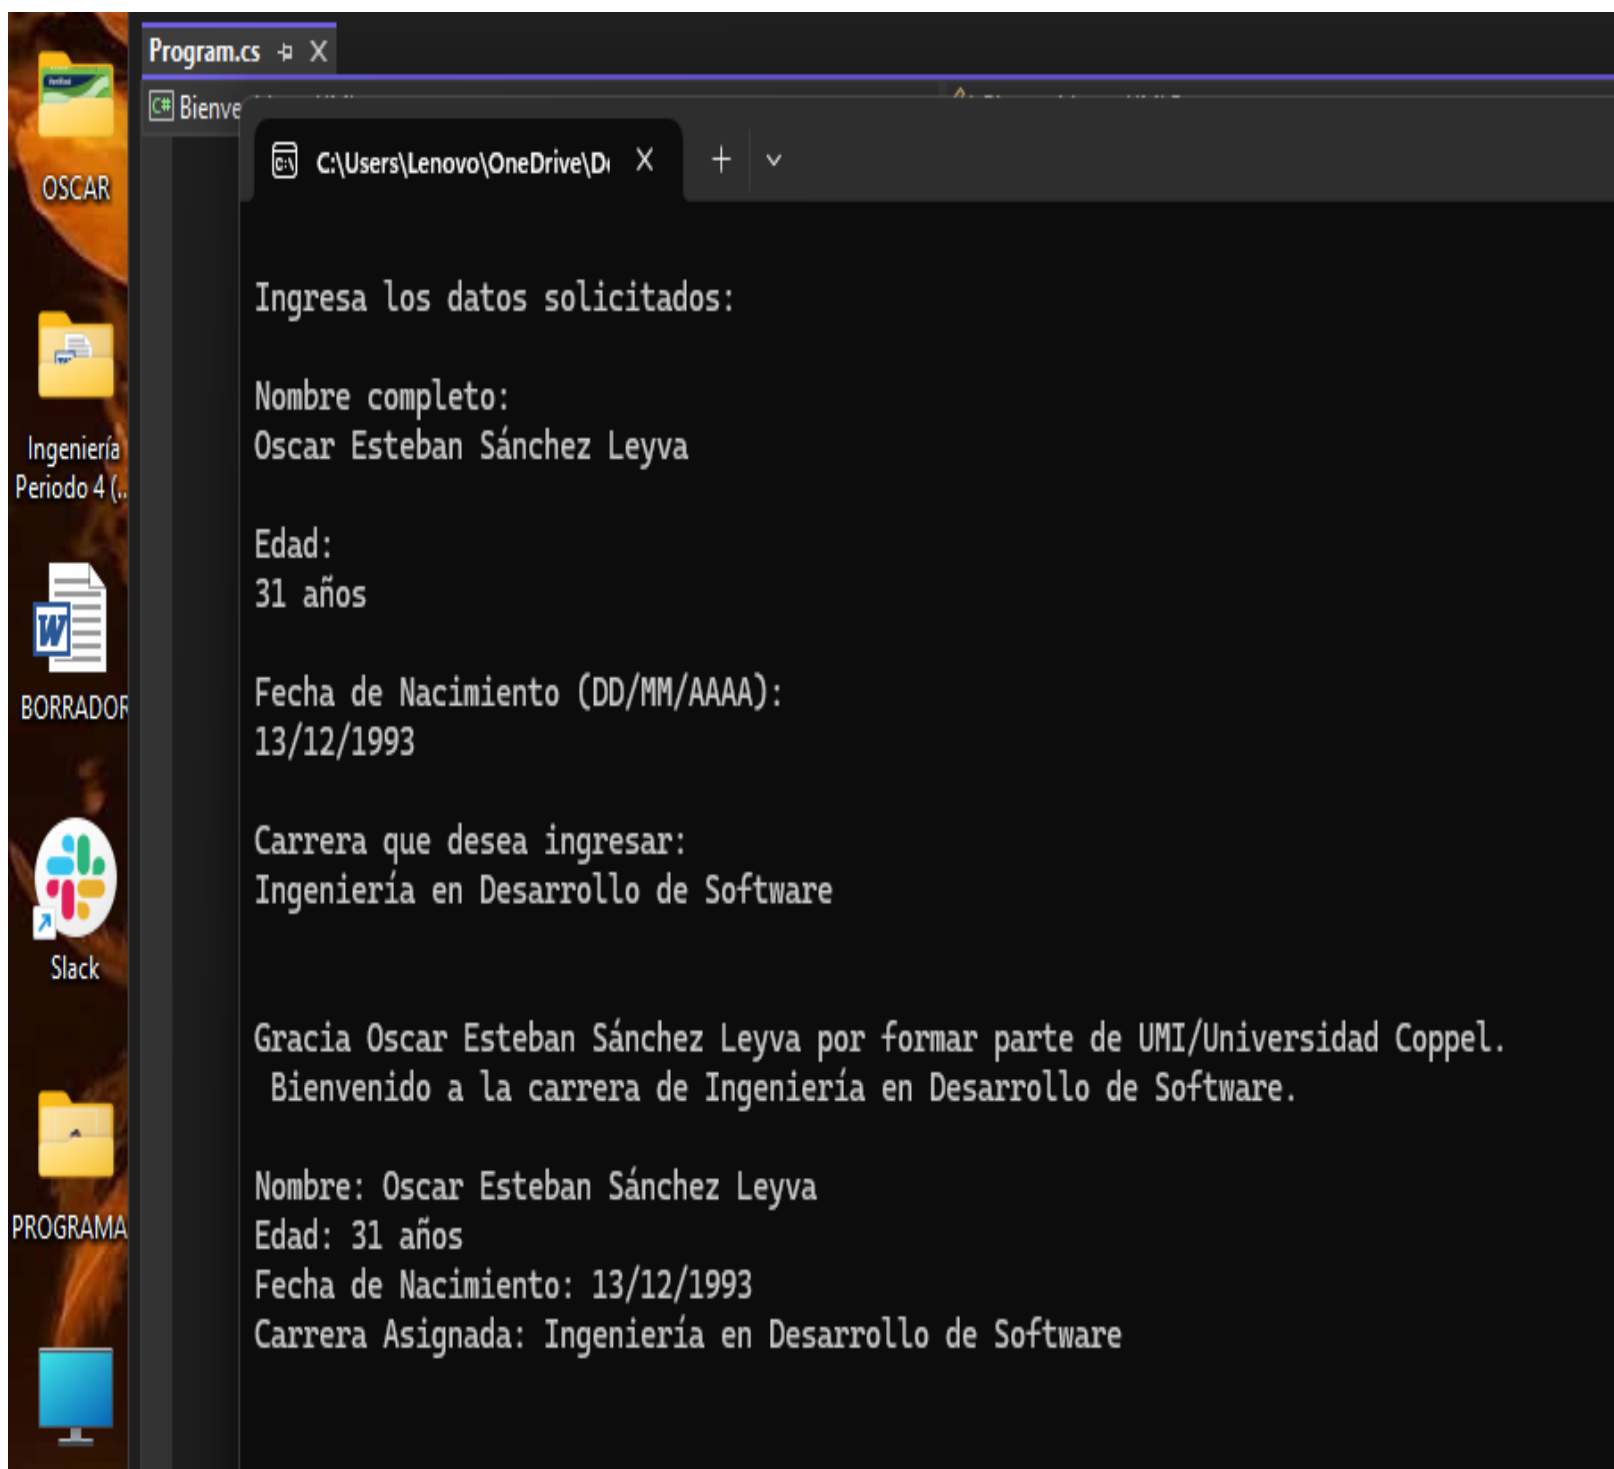 Program.cs
C# Bienve
OSCAR
C:\Users\Lenovo\OneDrive\D
Ingresa los datos solicitados:
Nombre completo:
Oscar Esteban Sánchez Leyva
Ingeniería
Periodo 4 (..
Edad:
31 años
W
BORRADOR
Fecha de Nacimiento (DD/MM/AAAA):
13/12/1993
Carrera que desea ingresar:
Ingeniería en Desarrollo de Software
Slack
Gracia Oscar Esteban Sánchez Leyva por formar parte de UMI/Universidad Coppel.
Bienvenido a la carrera de Ingeniería en Desarrollo de Software.
Nombre: Oscar Esteban Sánchez Leyva
PROGRAMA
Edad: 31 años
Fecha de Nacimiento: 13/12/1993
Carrera Asignada: Ingeniería en Desarrollo de Software